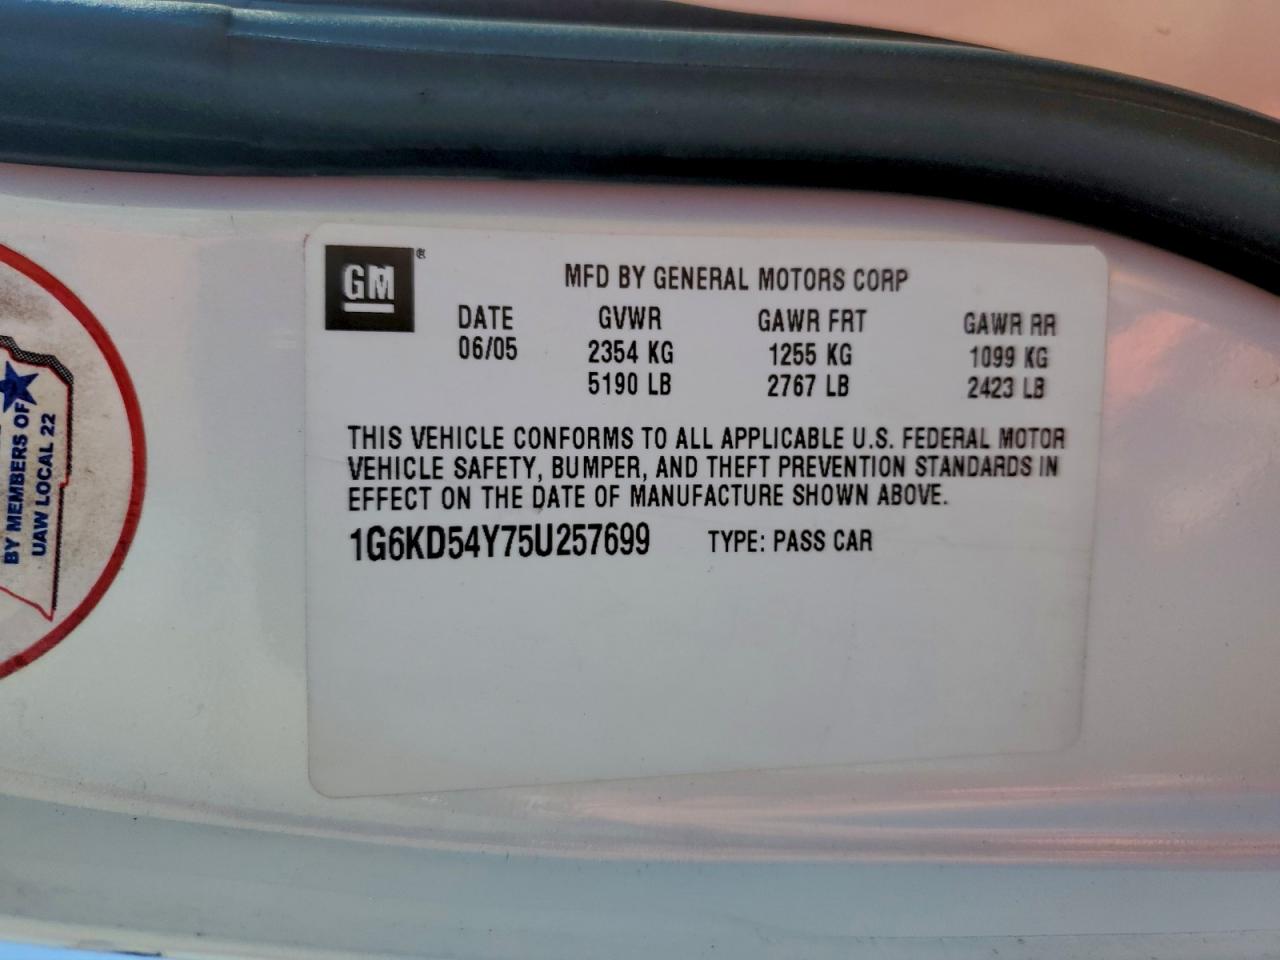 GM®
MFD BY GENERAL MOTORS CORP
DATE GVWR GAWR FRT GAWR RR
06/05 2354 KG 1255 KG 1099 KG
5190 LB 2767 LB 2423 LB
THIS VEHICLE CONFORMS TO ALL APPLICABLE U.S. FEDERAL MOTOR
VEHICLE SAFETY, BUMPER, AND THEFT PREVENTION STANDARDS IN
EFFECT ON THE DATE OF MANUFACTURE SHOWN ABOVE.
1G6KD54Y75U257699 TYPE: PASS CAR
BY MEMBERS OF
UAW LOCAL 22